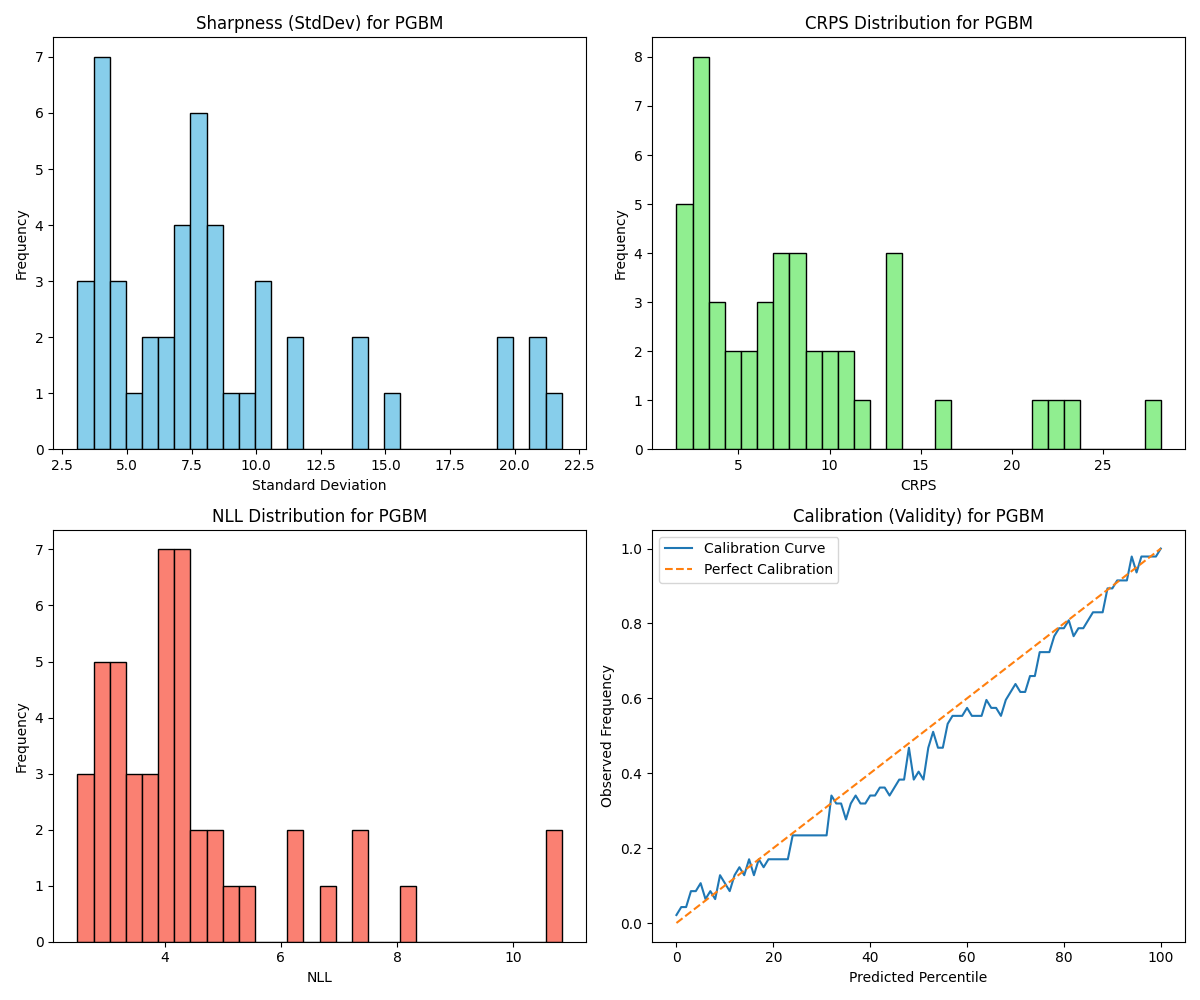 Sharpness (StdDev) for PGBM
Frequency
7
6
5
4
3
2
1
0
2.5 5.0 7.5 10.0 12.5 15.0 17.5 20.0 22.5
Standard Deviation
CRPS Distribution for PGBM
Frequency
8
7
6
5
4
3
2
1
0
5 10 15 20 25
CRPS
NLL Distribution for PGBM
Frequency
7
6
5
4
3
2
1
0
4 6 8 10
NLL
Calibration (Validity) for PGBM
Calibration Curve
Perfect Calibration
Observed Frequency
1.0
0.8
0.6
0.4
0.2
0.0
0 20 40 60 80 100
Predicted Percentile